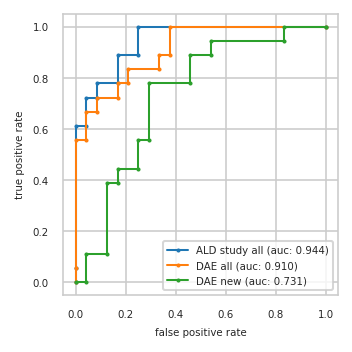 true positive rate
1.0
0.8
0.6
0.4
0.2
0.0
ALD study all (auc: 0.944)
DAE all (auc: 0.910)
DAE new (auc: 0.731)
0.0 0.2 0.4 0.6 0.8 1.0
false positive rate